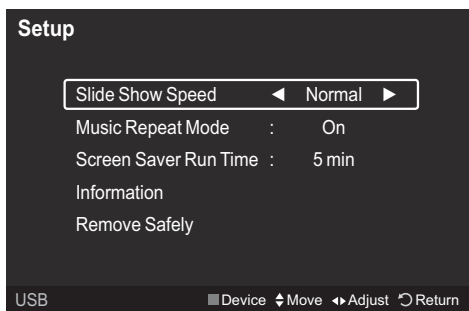 Setup
Slide Show Speed ◀ Normal ▶
Music Repeat Mode : On
Screen Saver Run Time : 5 min
Information
Remove Safely
USB Device Move Adjust Return